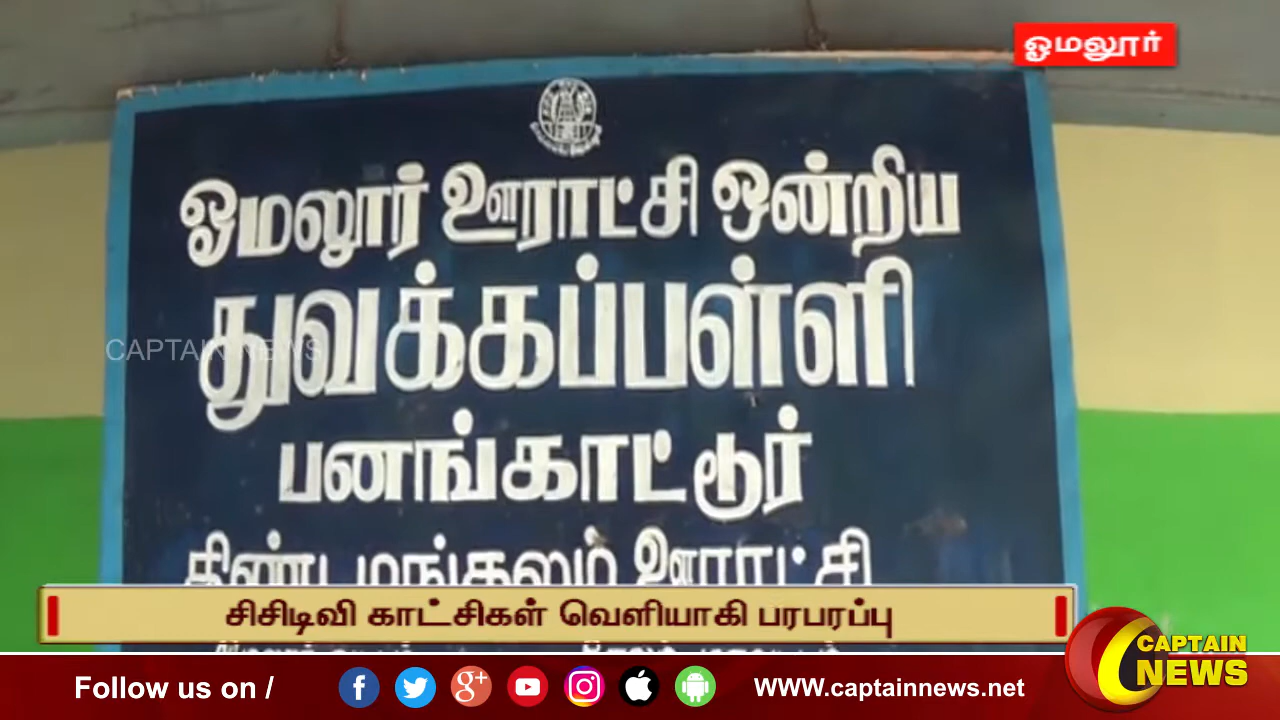 ஓமலூர்
ஓமலூர் ஊராட்சி ஒன்றிய
துவக்கப்பள்ளி
CAPTAIN NEWS
பனங்காட்டூர்
திண்டமங்கலம் ஊராட்சி
சிசிடிவி காட்சிகள் வெளியாகி பரபரப்பு
CAPTAIN
NEWS
Follow us on /
WWW.captainnews.net